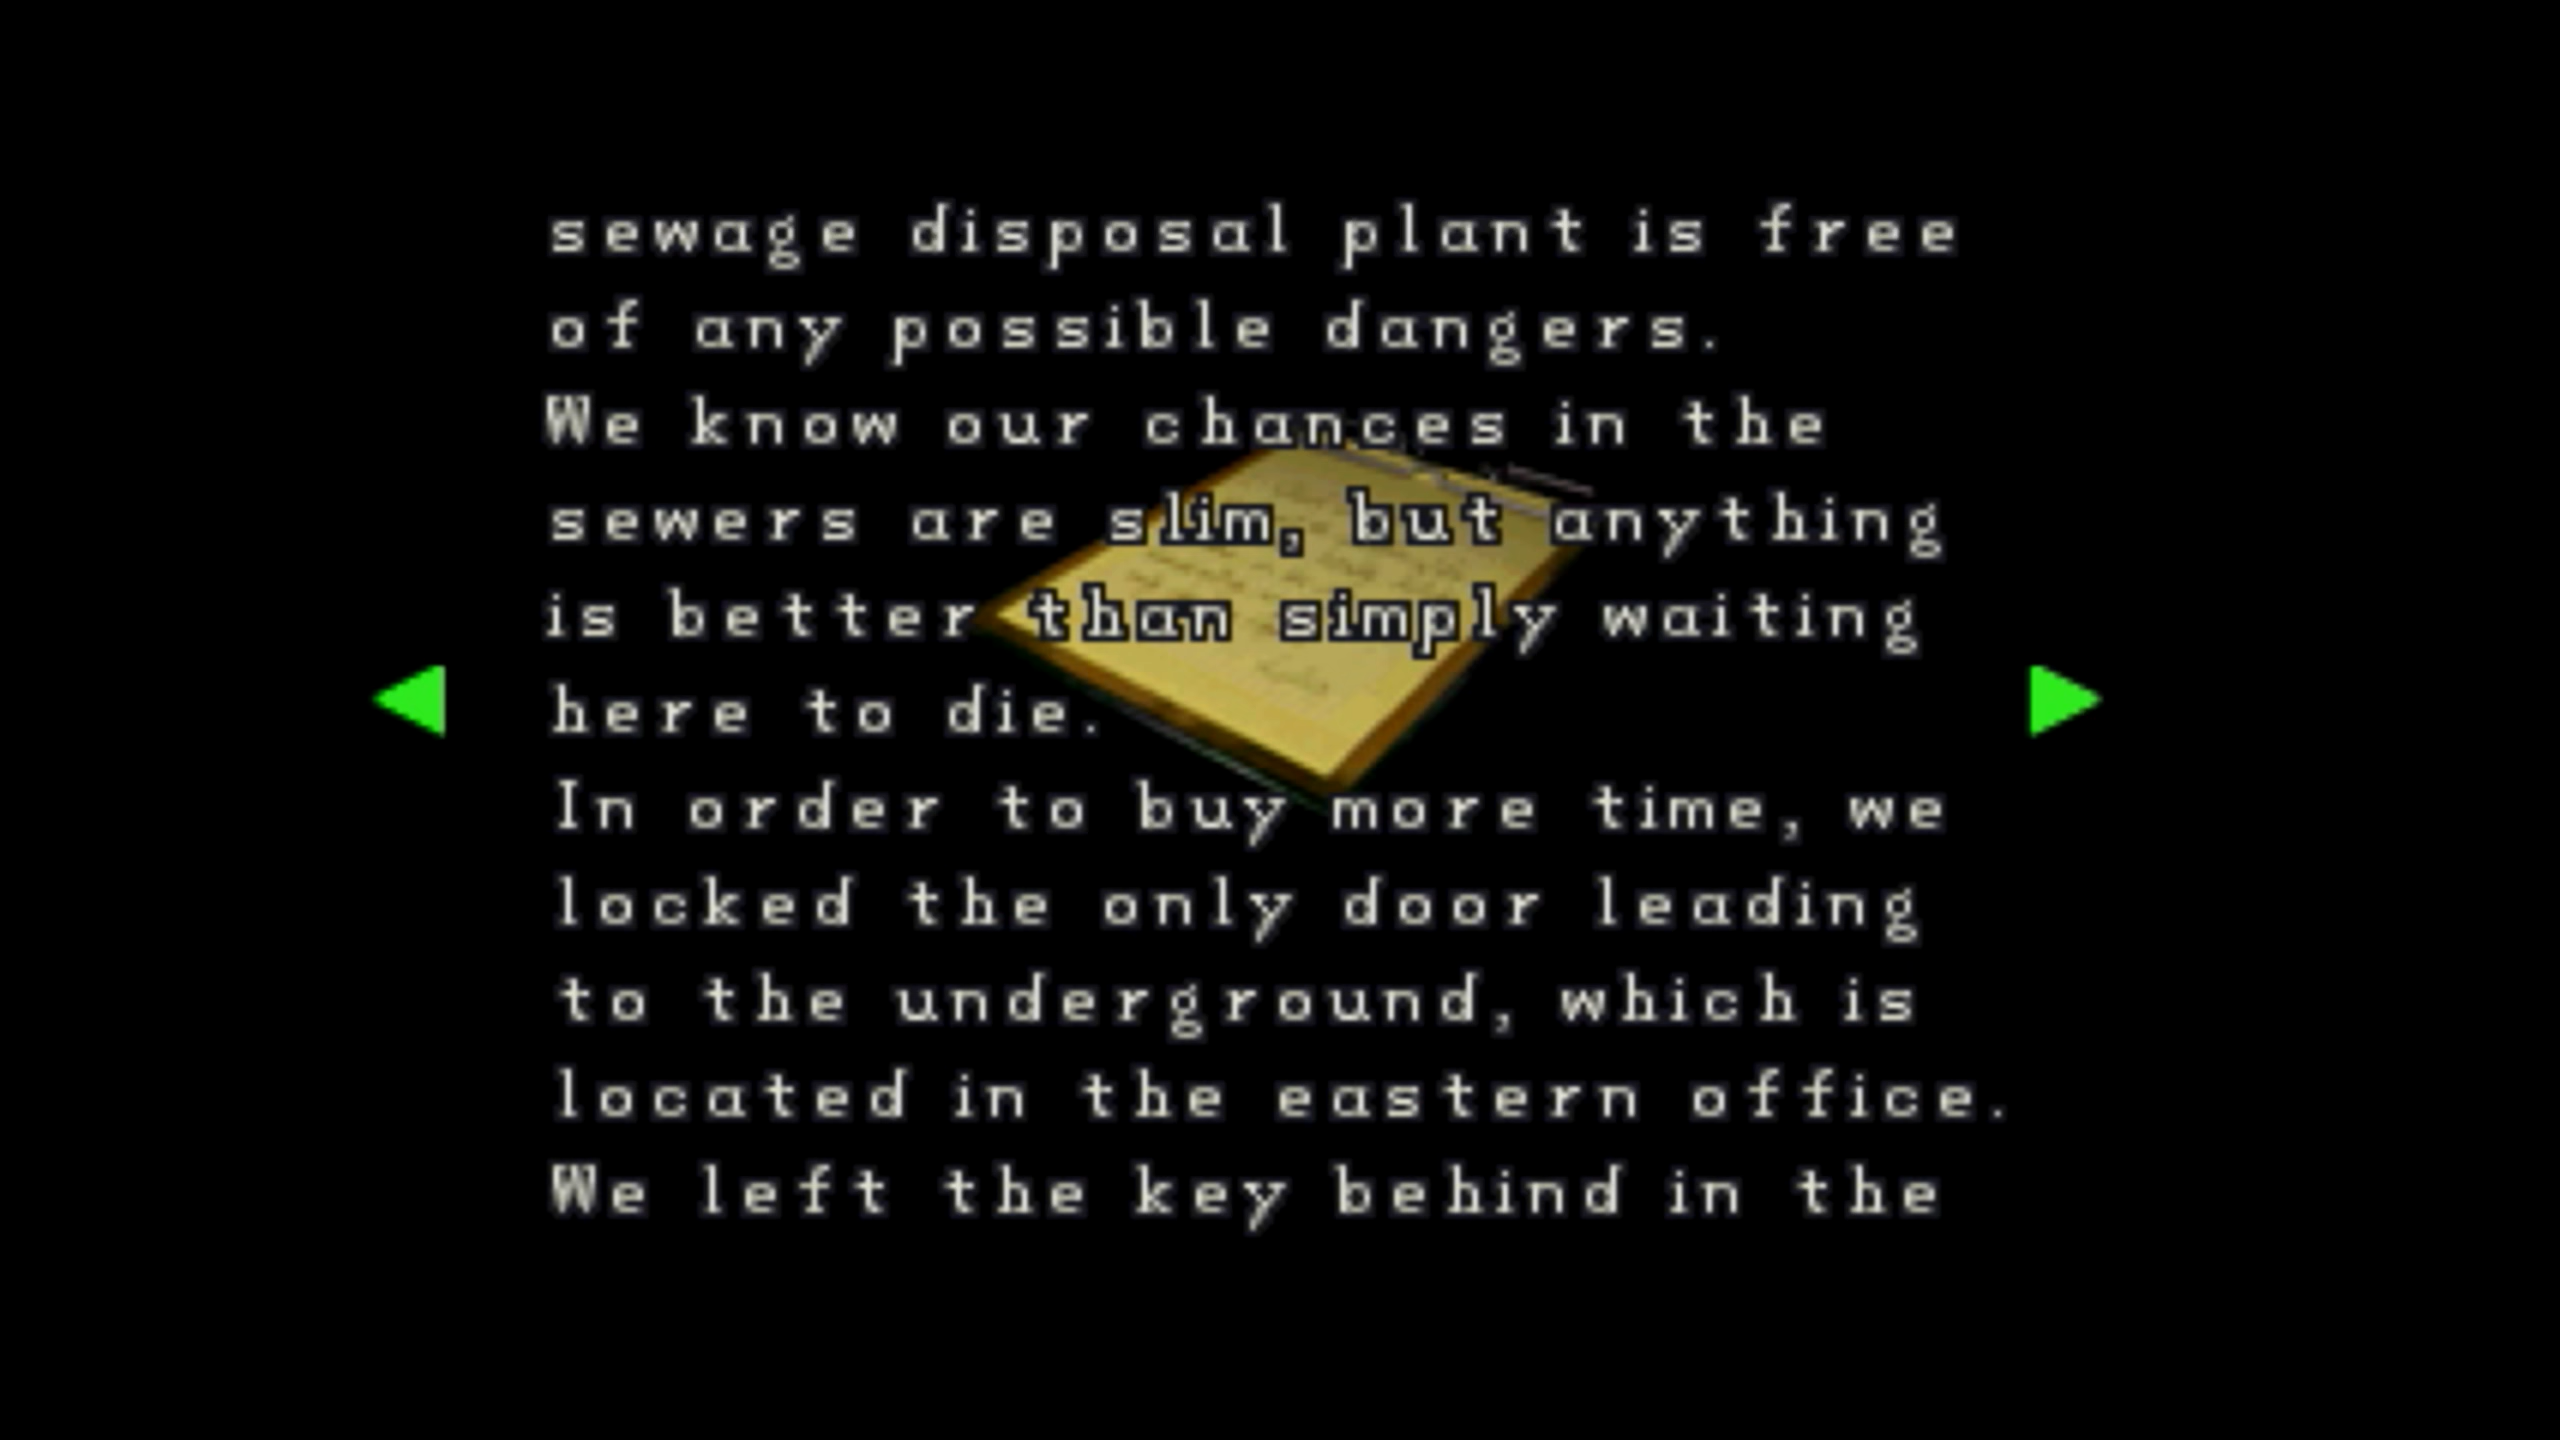 sewage disposal plant is free
of any possible dangers.
We know our chances in the
sewers are slim, but anything
is better than simply waiting
here to die.
In order to buy more time, we
locked the only door leading
to the underground, which is
located in the eastern office.
We left the key behind in the